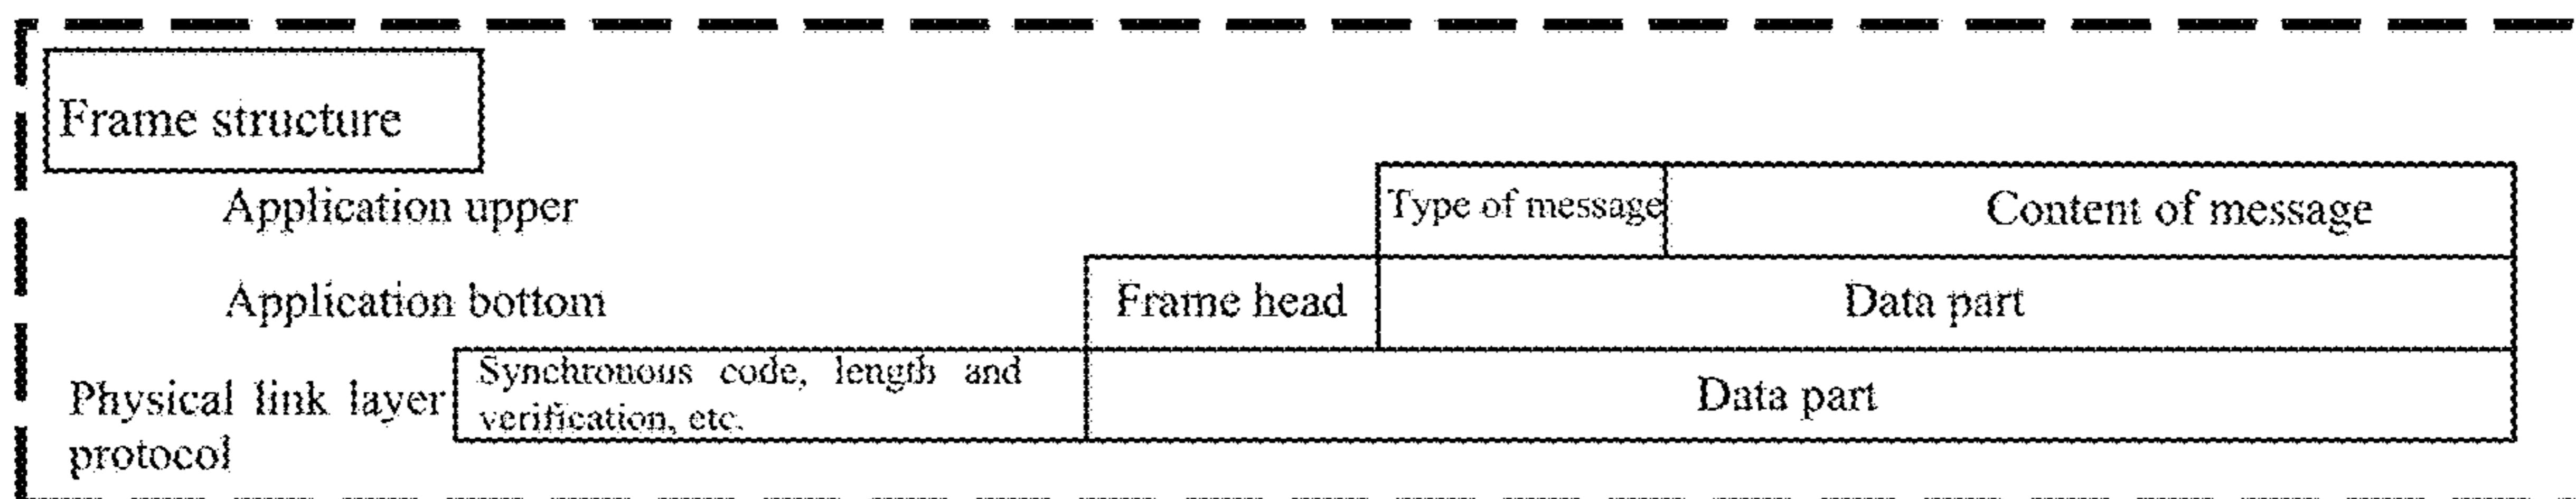 Frame structure
Application upper
Type of message
Content of message
Application bottom
Frame head
Data part
Physical link layer
protocol
Synchronous code, length and
verification, etc.
Data part